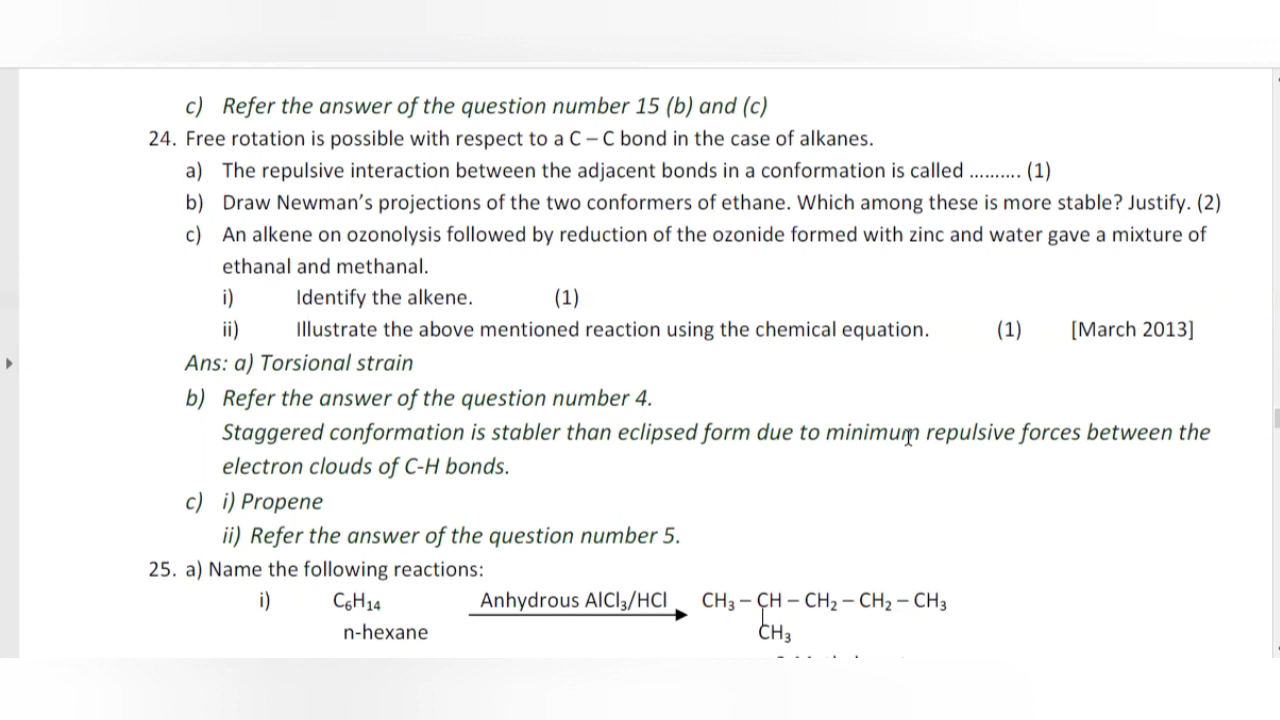 c) Refer the answer of the question number 15 (b) and (c)
24. Free rotation is possible with respect to a C – C bond in the case of alkanes.
a) The repulsive interaction between the adjacent bonds in a conformation is called .......... (1)
b) Draw Newman's projections of the two conformers of ethane. Which among these is more stable? Justify. (2)
c) An alkene on ozonolysis followed by reduction of the ozonide formed with zinc and water gave a mixture of
ethanal and methanal.
i) Identify the alkene. (1)
ii) Illustrate the above mentioned reaction using the chemical equation. (1) [March 2013]
Ans: a) Torsional strain
b) Refer the answer of the question number 4.
Staggered conformation is stabler than eclipsed form due to minimum repulsive forces between the
electron clouds of C-H bonds.
c) i) Propene
ii) Refer the answer of the question number 5.
25. a) Name the following reactions:
i) C₆H₁₄ Anhydrous AlCl₃/HCl CH₃ – CH – CH₂ – CH₂ – CH₃
n-hexane CH₃